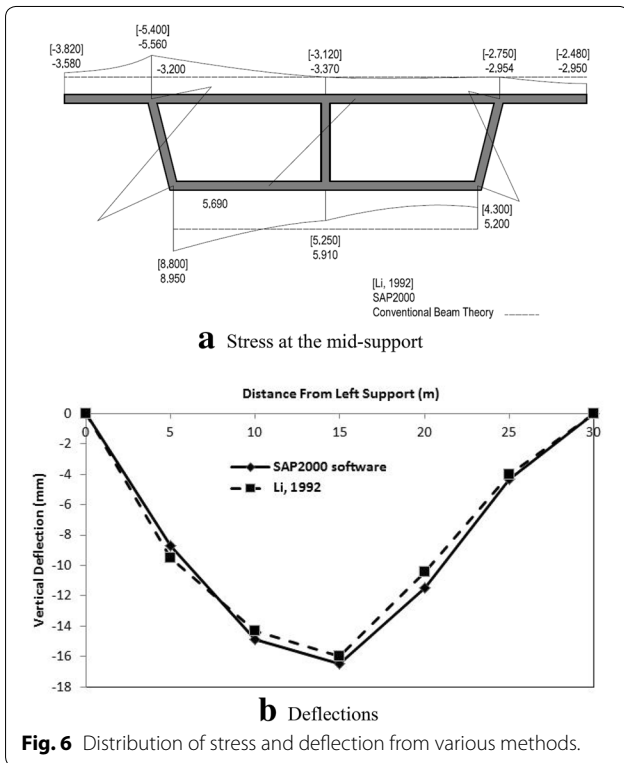 [-5.400]
-5.560
[-3.820]
-3.580
-3.200
[-3.120]
-3.370
[-2.750]
-2.954
[-2.480]
-2.950
5,690
[4.300]
5.200
[5.250]
5.910
[8.800]
8.950
[Li, 1992]
SAP2000
Conventional Beam Theory
a Stress at the mid-support
Distance From Left Support (m)
0 5 10 15 20 25 30
0
-2
-4
-6
-8
-10
-12
-14
-16
-18
Vertical Deflection (mm)
SAP2000 software
Li, 1992
b Deflections
Fig. 6 Distribution of stress and deflection from various methods.